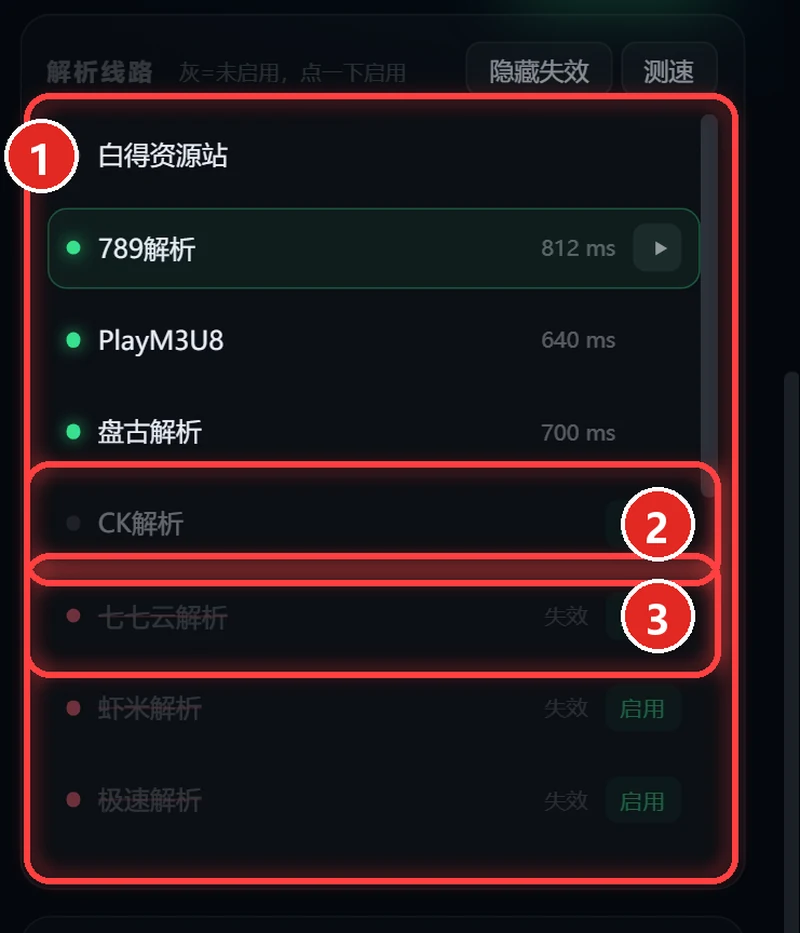 解析线路 灰=未启用，点一下启用 隐藏失效 测速
1 白得资源站
789解析 812 ms
PlayM3U8 640 ms
盘古解析 700 ms
CK解析 2
七七云解析 失效 3
虾米解析 失效 启用
极速解析 失效 启用